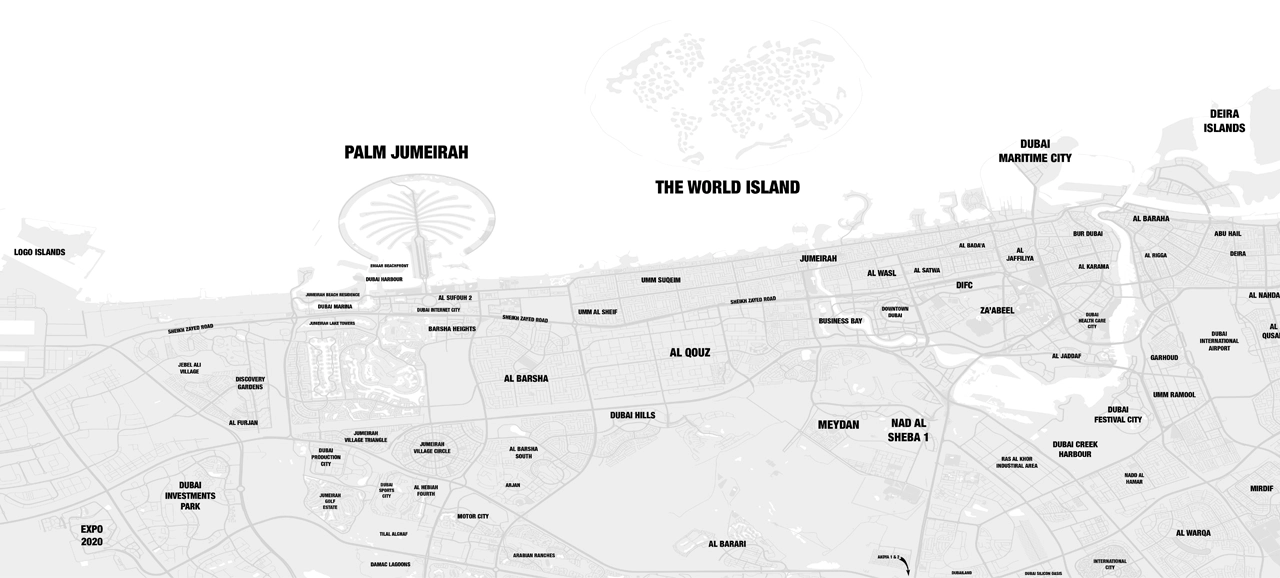 DEIRA
ISLANDS
DUBAI
MARITIME CITY
PALM JUMEIRAH
THE WORLD ISLAND
LOGO ISLANDS
AL BARAHA
BUR DUBAI
ABU HAIL
AL BADA'A
AL
JAFFILIYA
AL RIGGA
DEIRA
JUMEIRAH
EMAAR BEACHFRONT
AL KARAMA
AL WASL
AL SATWA
DUBAI HARBOUR
UMM SUQEIM
DIFC
JUMEIRAH BEACH RESIDENCE
AL SUFOUH 2
SHEIKH ZAYED ROAD
AL NAHDA
DUBAI MARINA
DUBAI INTERNET CITY
UMM AL SHEIF
DOWNTOWN
DUBAI
ZA'ABEEL
JUMEIRAH LAKE TOWERS
SHEIKH ZAYED ROAD
BUSINESS BAY
DUBAI
HEALTH CARE
CITY
SHEIKH ZAYED ROAD
BARSHA HEIGHTS
AL
QUSAI
DUBAI
INTERNATIONAL
AIRPORT
AL QOUZ
AL JADDAF
GARHOUD
JEBEL ALI
VILLAGE
DISCOVERY
GARDENS
AL BARSHA
UMM RAMOOL
DUBAI HILLS
DUBAI
FESTIVAL CITY
AL FURJAN
MEYDAN
NAD AL
SHEBA 1
JUMEIRAH
VILLAGE TRIANGLE
JUMEIRAH
VILLAGE CIRCLE
DUBAI CREEK
HARBOUR
DUBAI
PRODUCTION
CITY
AL BARSHA
SOUTH
RAS AL KHOR
INDUSTIRAL AREA
NADD AL
HAMAR
DUBAI
INVESTMENTS
PARK
DUBAI
SPORTS
CITY
AL HEBIAH
FOURTH
ARJAN
MIRDIF
JUMEIRAH
GOLF
ESTATE
MOTOR CITY
EXPO
2020
TILAL ALGHAF
AL WARQA
AL BARARI
ARABIAN RANCHES
AKOYA 1 & 2
DAMAC LAGOONS
INTERNATIONAL
CITY
DUBAILAND
DUBAI SILICON OASIS